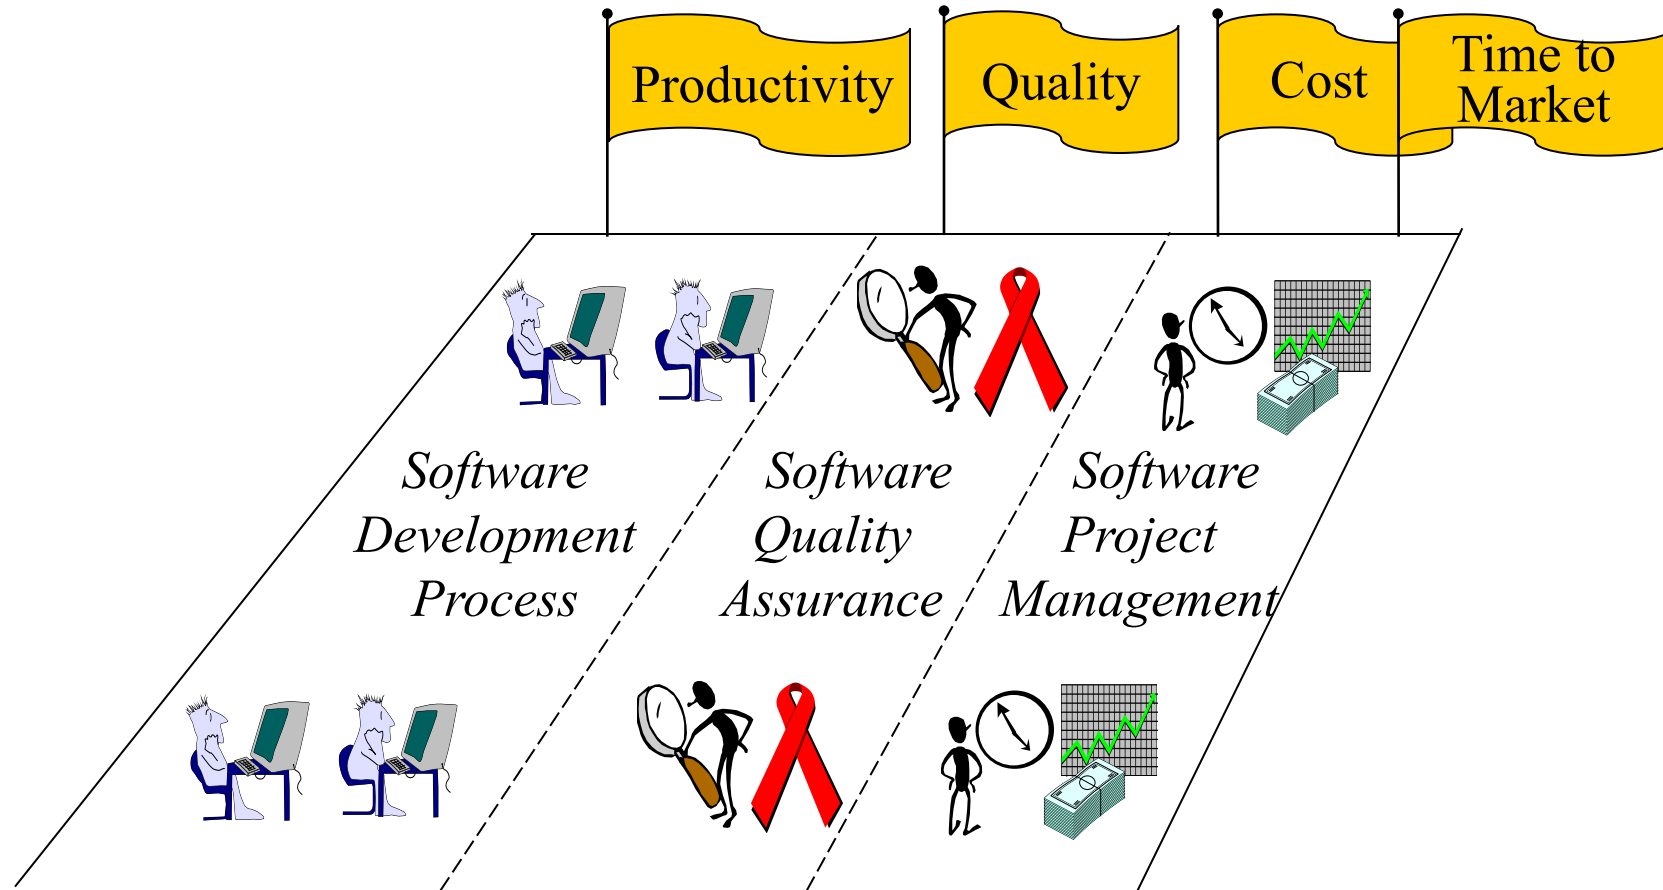 Productivity
Quality
Cost
Time to
Market
Software
Development
Process
Software
Quality
Assurance
Software
Project
Management